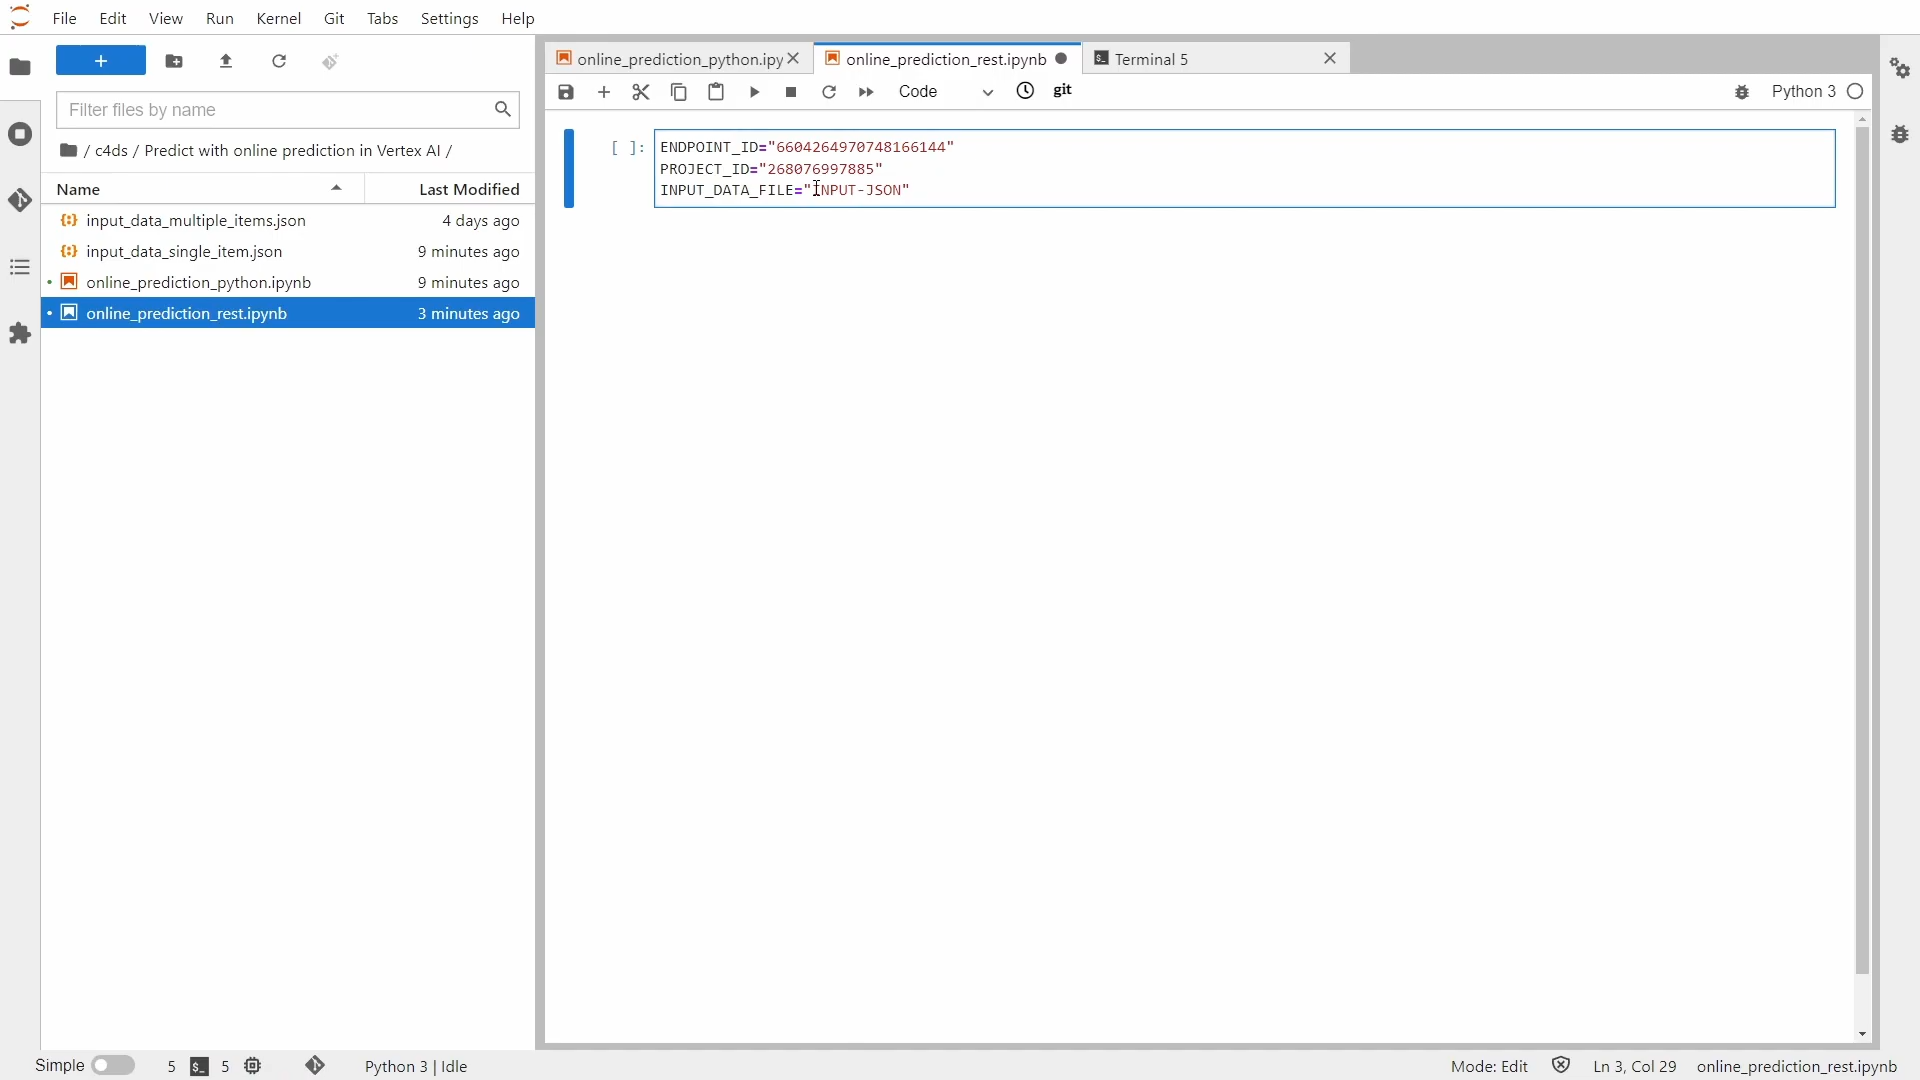 File Edit View Run Kernel Git Tabs Settings Help
+
Filter files by name
/ c4ds / Predict with online prediction in Vertex AI /
Name Last Modified
input_data_multiple_items.json 4 days ago
input_data_single_item.json 9 minutes ago
online_prediction_python.ipynb 9 minutes ago
online_prediction_rest.ipynb 3 minutes ago
online_prediction_python.ipy online_prediction_rest.ipynb Terminal 5
Code git Python 3
[ ]: ENDPOINT_ID="6604264970748166144"
PROJECT_ID="268076997885"
INPUT_DATA_FILE="INPUT-JSON"
Simple 5 5 Python 3 | Idle Mode: Edit Ln 3, Col 29 online_prediction_rest.ipynb